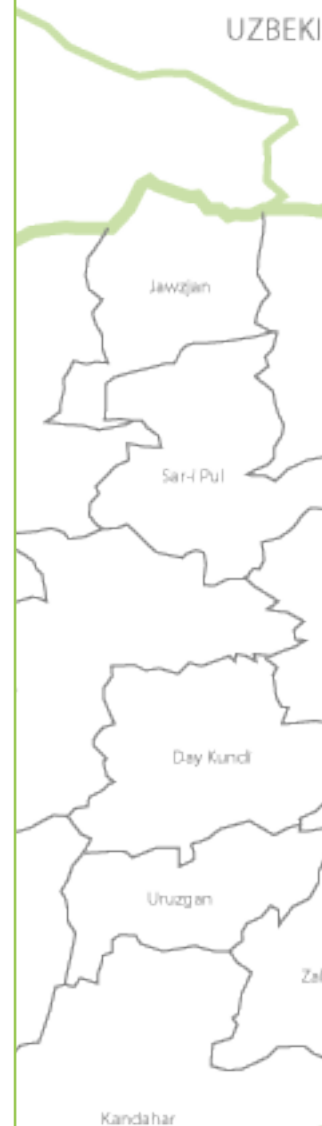 UZBEKI
Jawzjan
Sar-i Pul
Day Kundi
Uruzgan
Zal
Kandahar